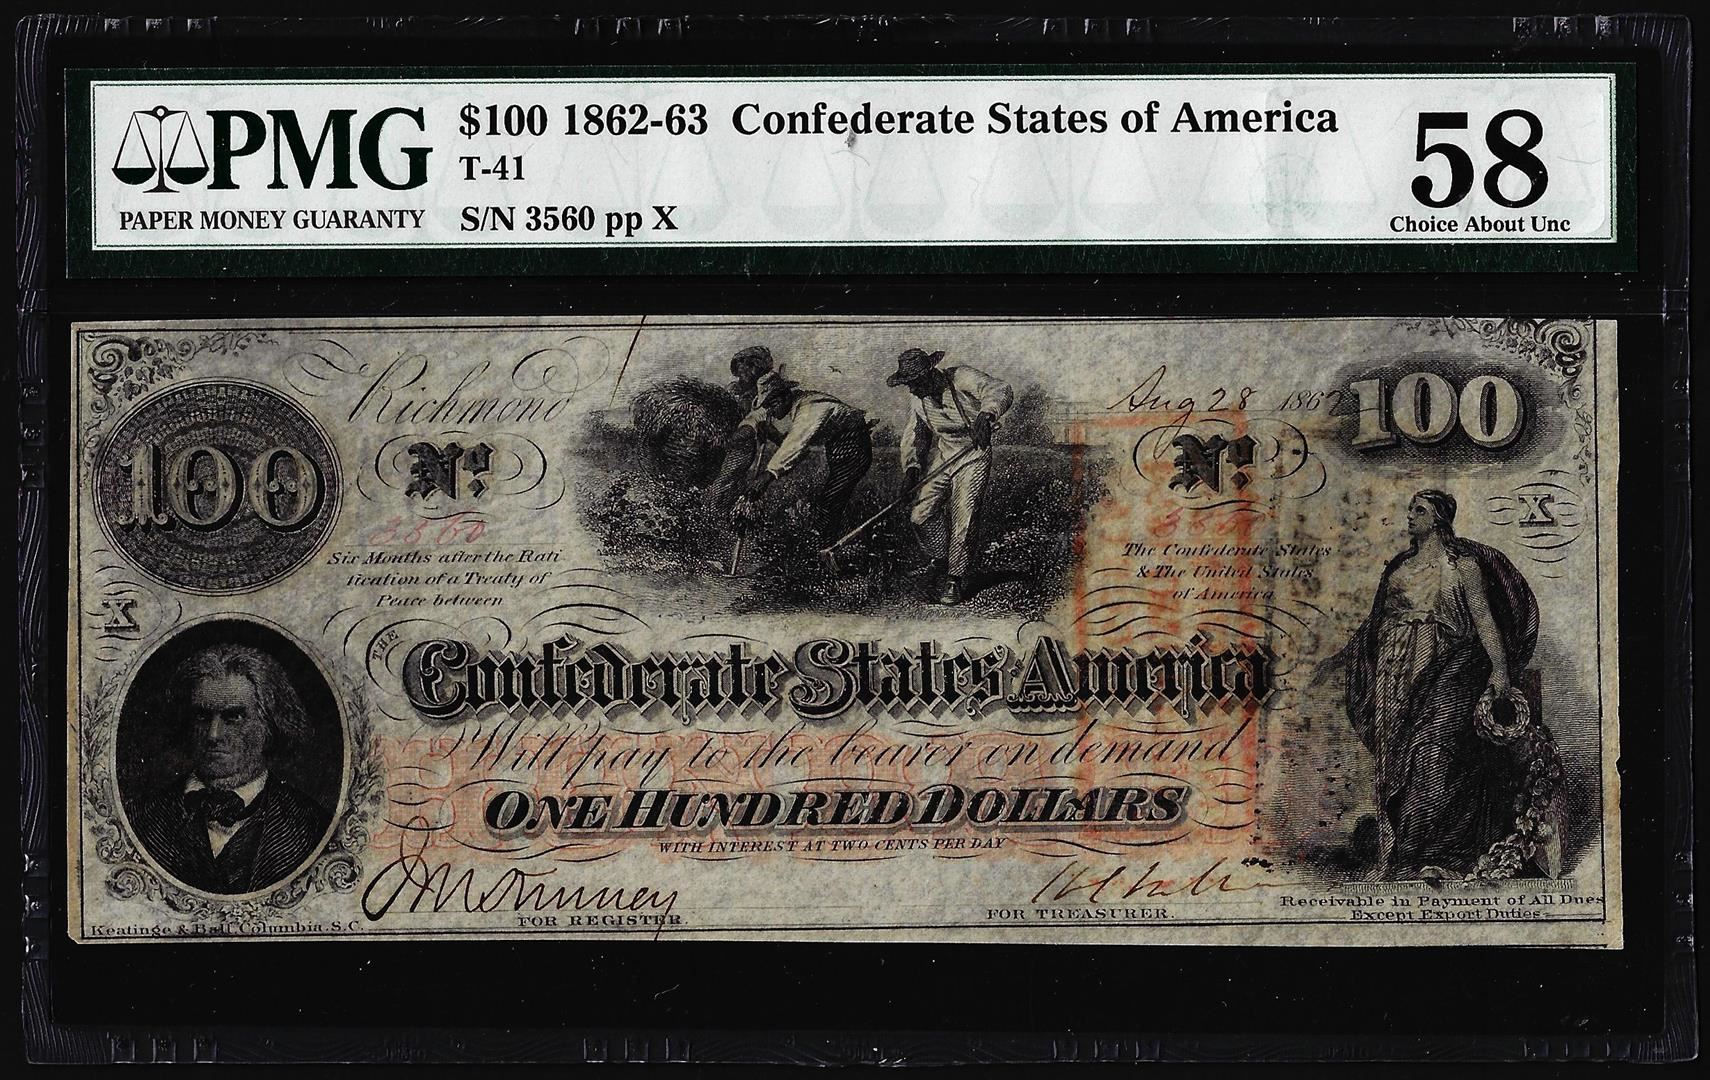 PMG
PAPER MONEY GUARANTY
$100 1862-63 Confederate States of America
T-41
S/N 3560 pp X
58
Choice About Unc
Richmond
Aug 28 1862
100
100
No.
No.
3560
3560
X
X
Six Months after the Rati
fication of a Treaty of
Peace between
The Confederate States
& The United States
of America
THE
Confederate States of America
Will pay to the bearer on demand
ONE HUNDRED DOLLARS
WITH INTEREST AT TWO CENTS PER DAY
FOR REGISTER.
FOR TREASURER.
Receivable in Payment of All Dues
Except Export Duties
Keatinge & Ball, Columbia, S.C.